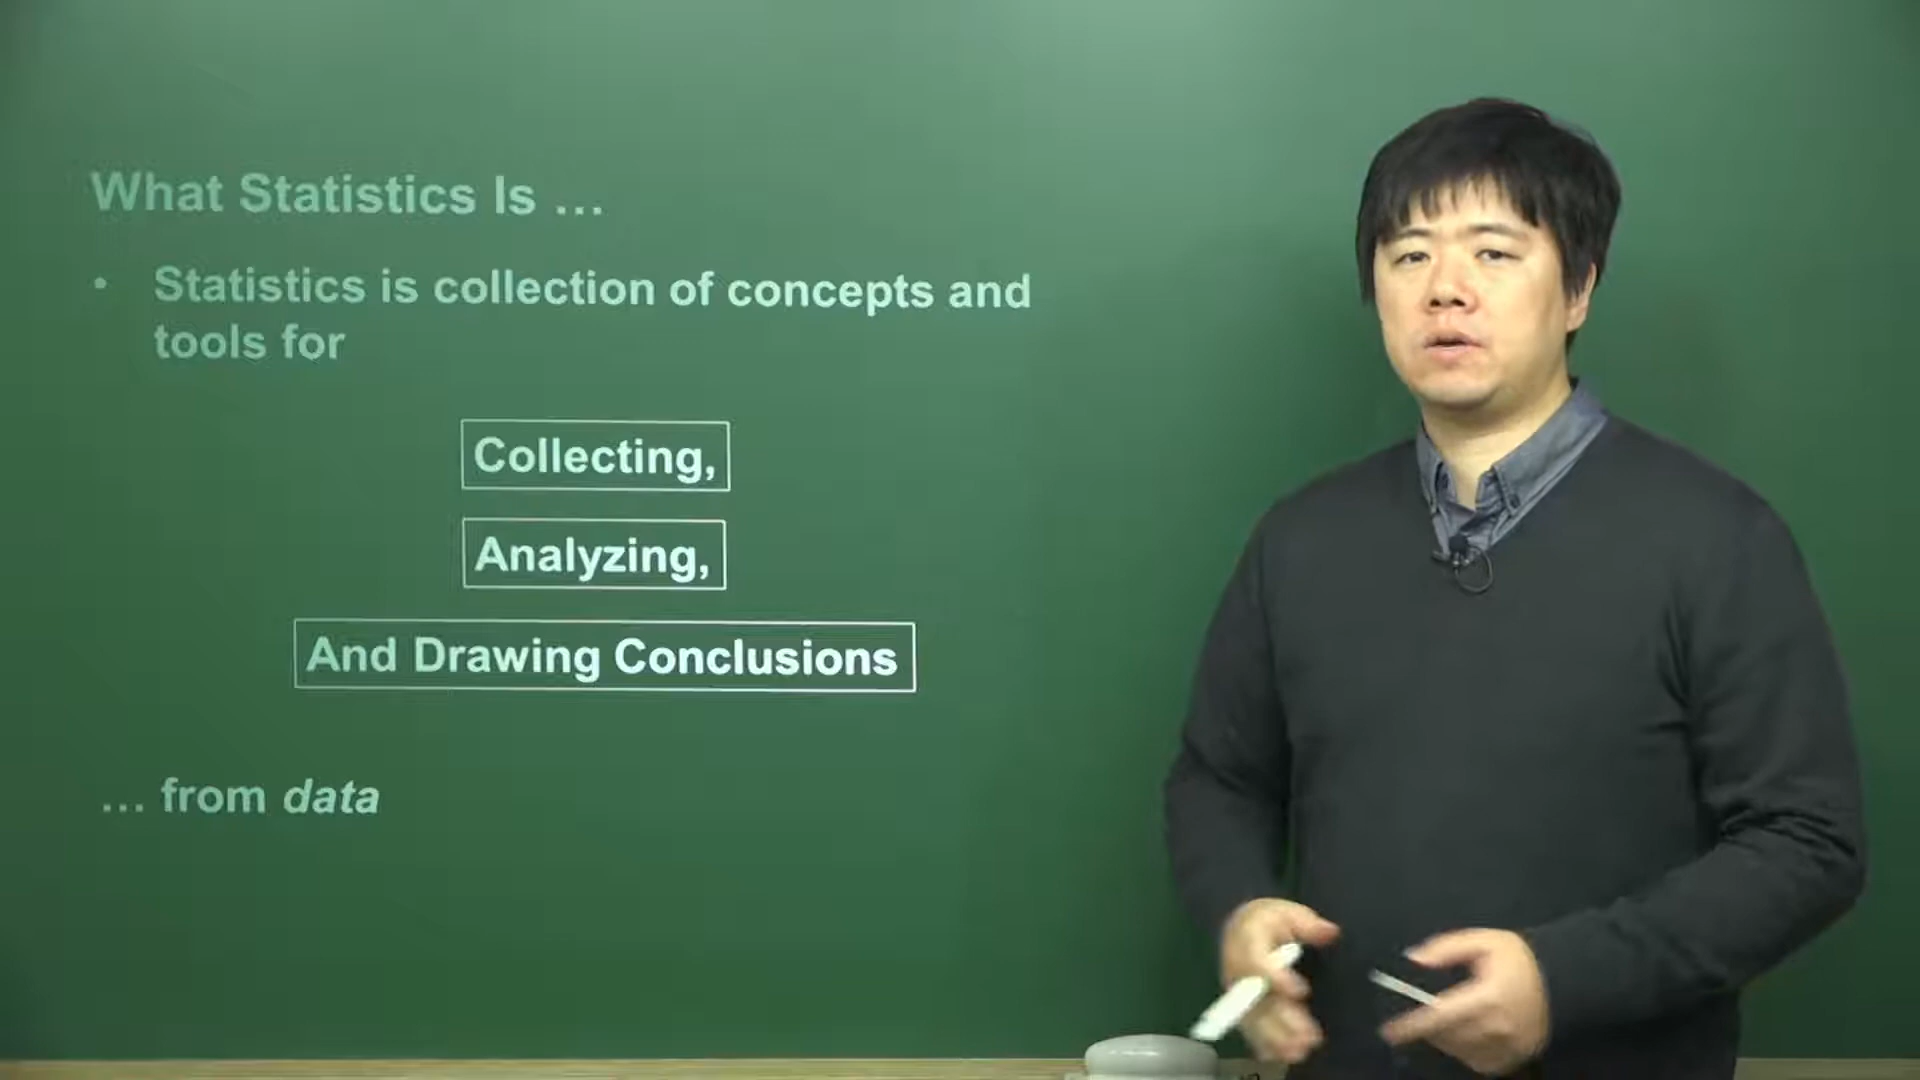 What Statistics Is ...
• Statistics is collection of concepts and
tools for
Collecting,
Analyzing,
And Drawing Conclusions
... from data